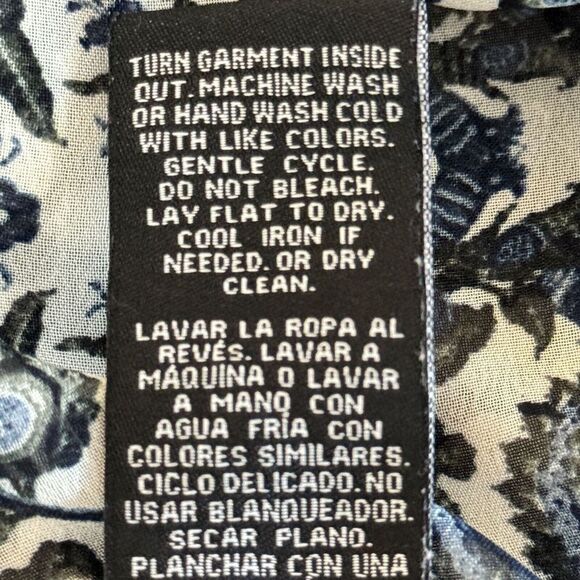 TURN GARMENT INSIDE
OUT. MACHINE WASH
OR HAND WASH COLD
WITH LIKE COLORS.
GENTLE CYCLE.
DO NOT BLEACH.
LAY FLAT TO DRY.
COOL IRON IF
NEEDED. OR DRY
CLEAN.
LAVAR LA ROPA AL
REVÉS. LAVAR A
MÁQUINA O LAVAR
A MANO CON
AGUA FRÍA CON
COLORES SIMILARES.
CICLO DELICADO. NO
USAR BLANQUEADOR.
SECAR PLANO.
PLANCHAR CON UNA